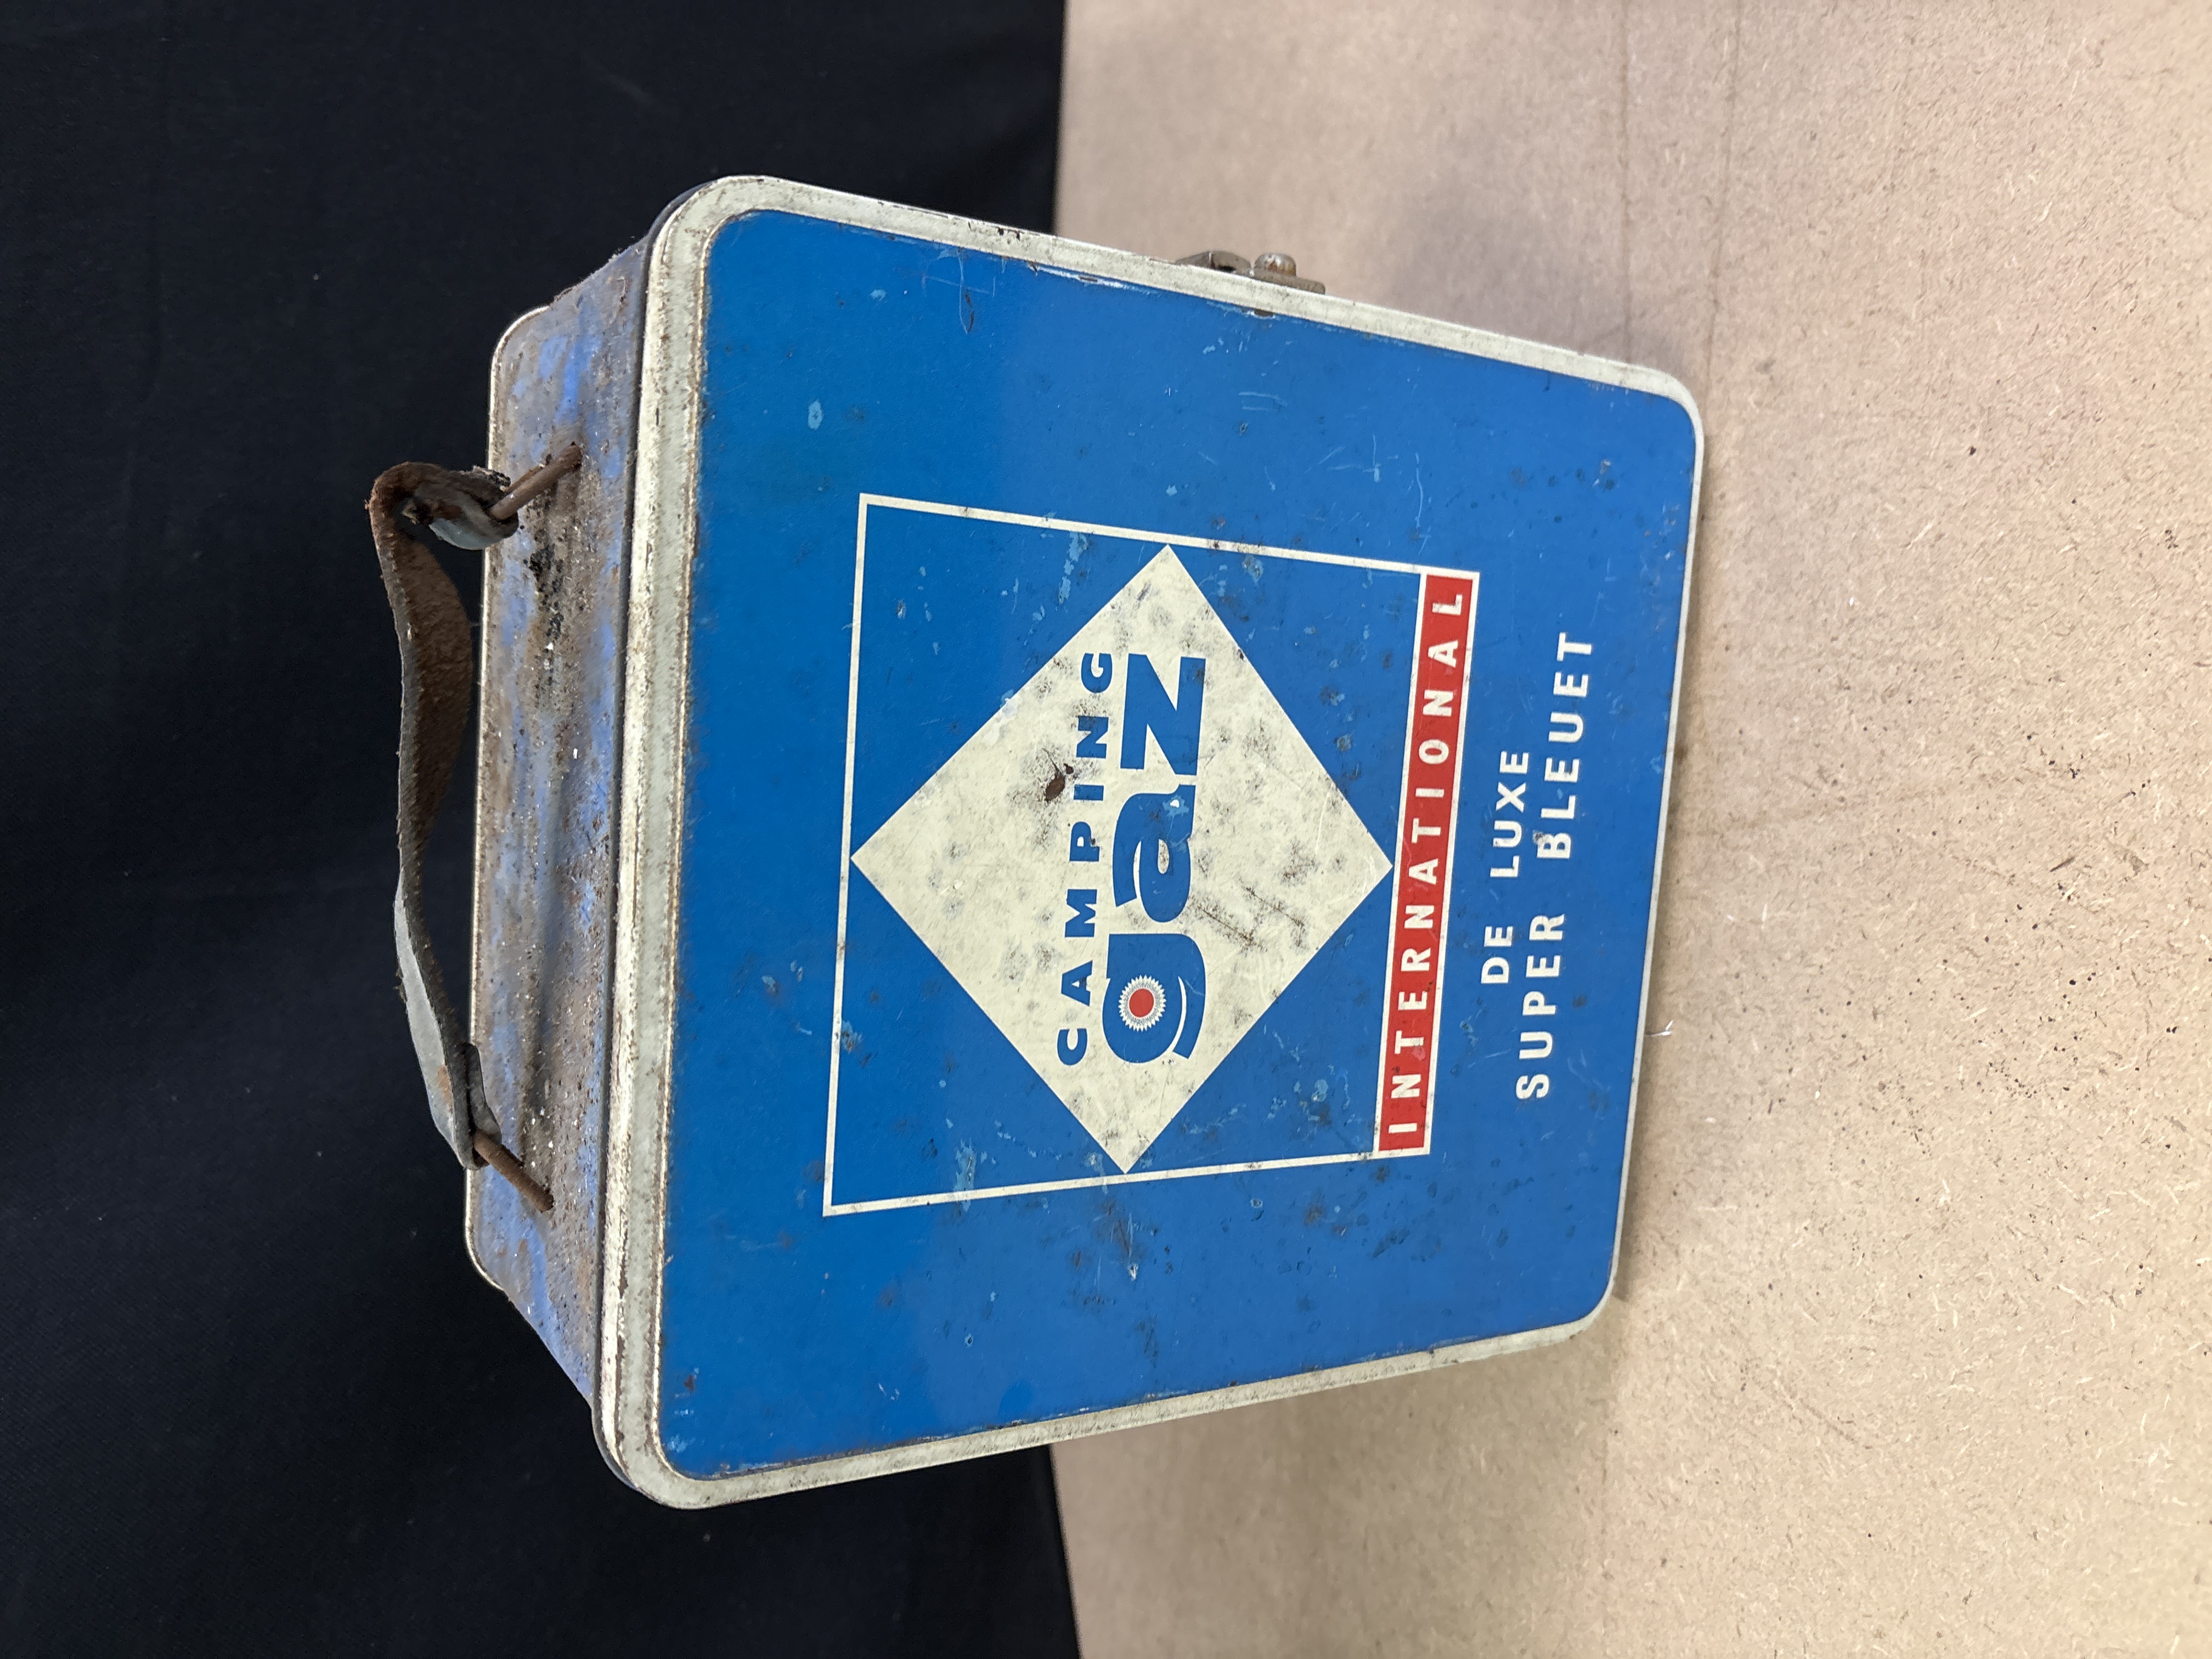 CAMPING
gaz
INTERNATIONAL
DE LUXE
SUPER BLEUET